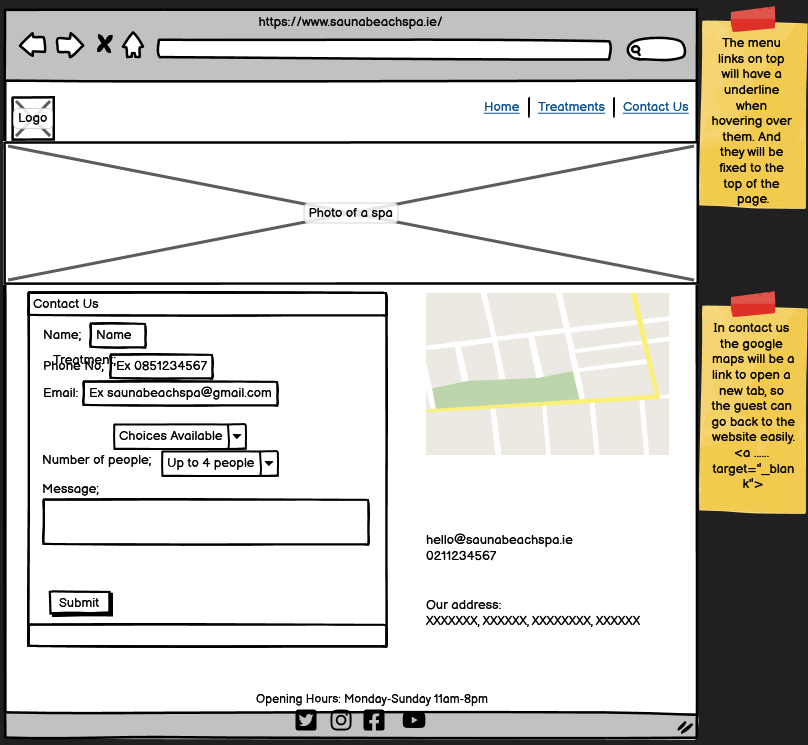 https://www.saunabeachspa.ie/
Logo
Home
Treatments
Contact Us
Photo of a spa
Contact Us
Name;
Name
Treatment:
Phone No;
Ex 0851234567
Email:
Ex saunabeachspa@gmail.com
Choices Available
Number of people;
Up to 4 people
Message;
Submit
hello@saunabeachspa.ie
0211234567
Our address:
XXXXXXX, XXXXXX, XXXXXXXX, XXXXXX
Opening Hours: Monday-Sunday 11am-8pm
The menu
links on top
will have a
underline
when
hovering over
them. And
they will be
fixed to the
top of the
page.
In contact us
the google
maps will be a
link to open a
new tab, so
the guest can
go back to the
website easily.
<a ......
target="_blan
k">